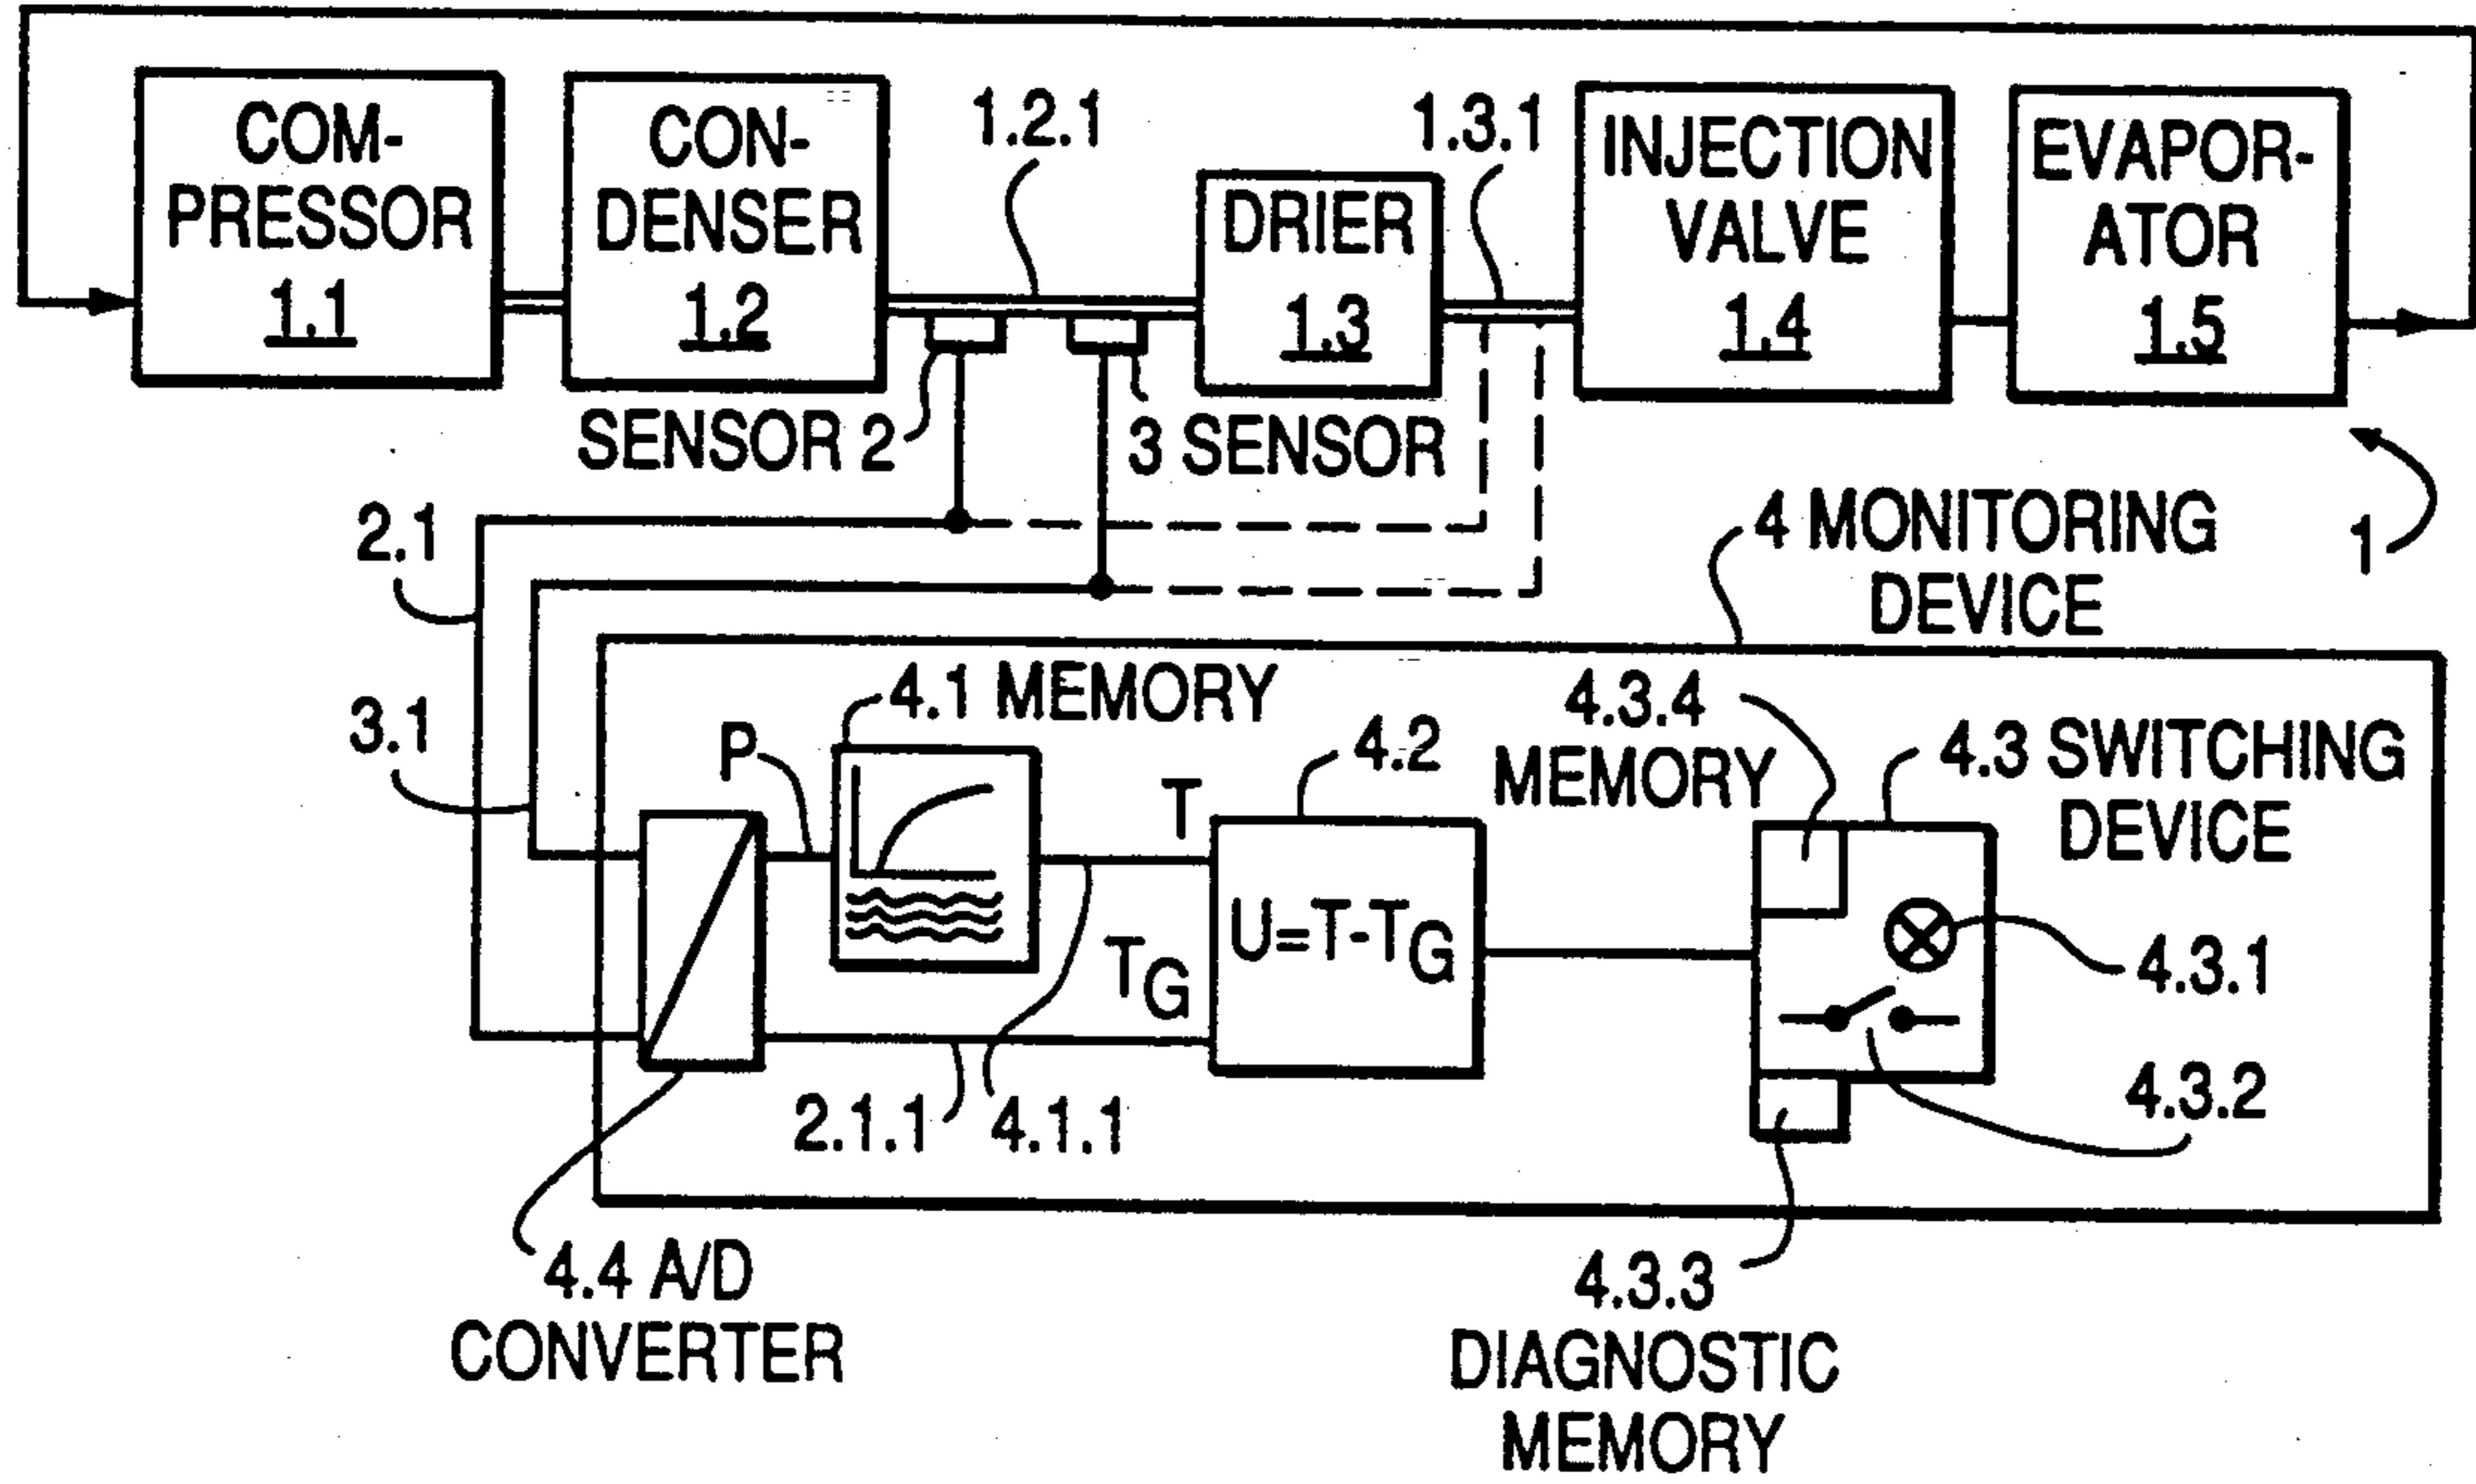 COM-
PRESSOR
1.1
CON-
DENSER
1.2
1.2.1
DRIER
1.3
1.3.1
INJECTION
VALVE
1.4
EVAPOR-
ATOR
1.5
SENSOR 2
3 SENSOR
1
2.1
3.1
4 MONITORING
DEVICE
4.1 MEMORY
P
T
TG
4.2
U=T-TG
4.3.4
MEMORY
4.3 SWITCHING
DEVICE
4.3.1
4.3.2
2.1.1
4.1.1
4.4 A/D
CONVERTER
4.3.3
DIAGNOSTIC
MEMORY